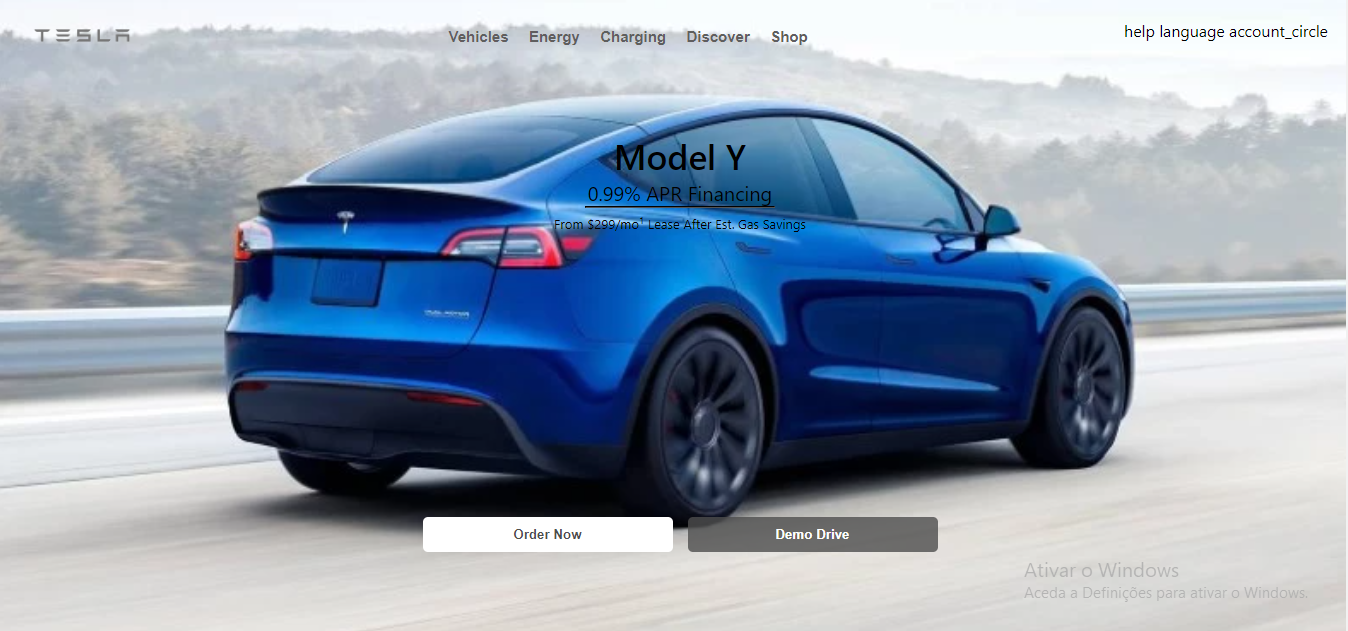 TESLA
Vehicles Energy Charging Discover Shop
help language account_circle
Model Y
0.99% APR Financing
From $299/mo¹ Lease After Est. Gas Savings
Order Now
Demo Drive
Ativar o Windows
Aceda a Definições para ativar o Windows.